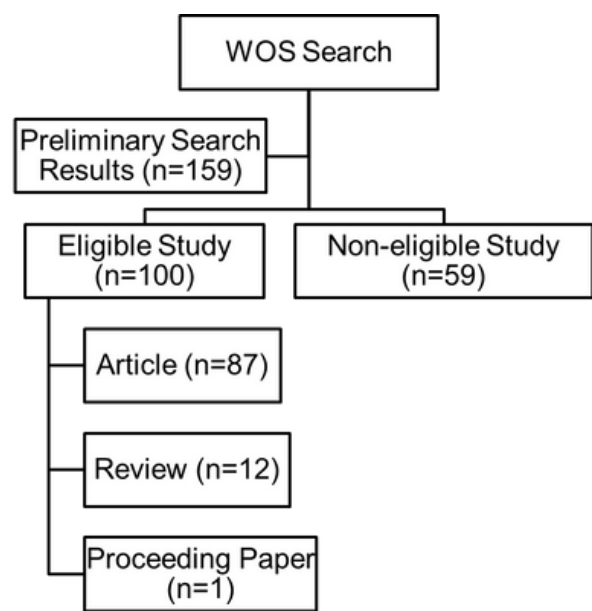 WOS Search
Preliminary Search
Results (n=159)
Eligible Study
(n=100)
Non-eligible Study
(n=59)
Article (n=87)
Review (n=12)
Proceeding Paper
(n=1)